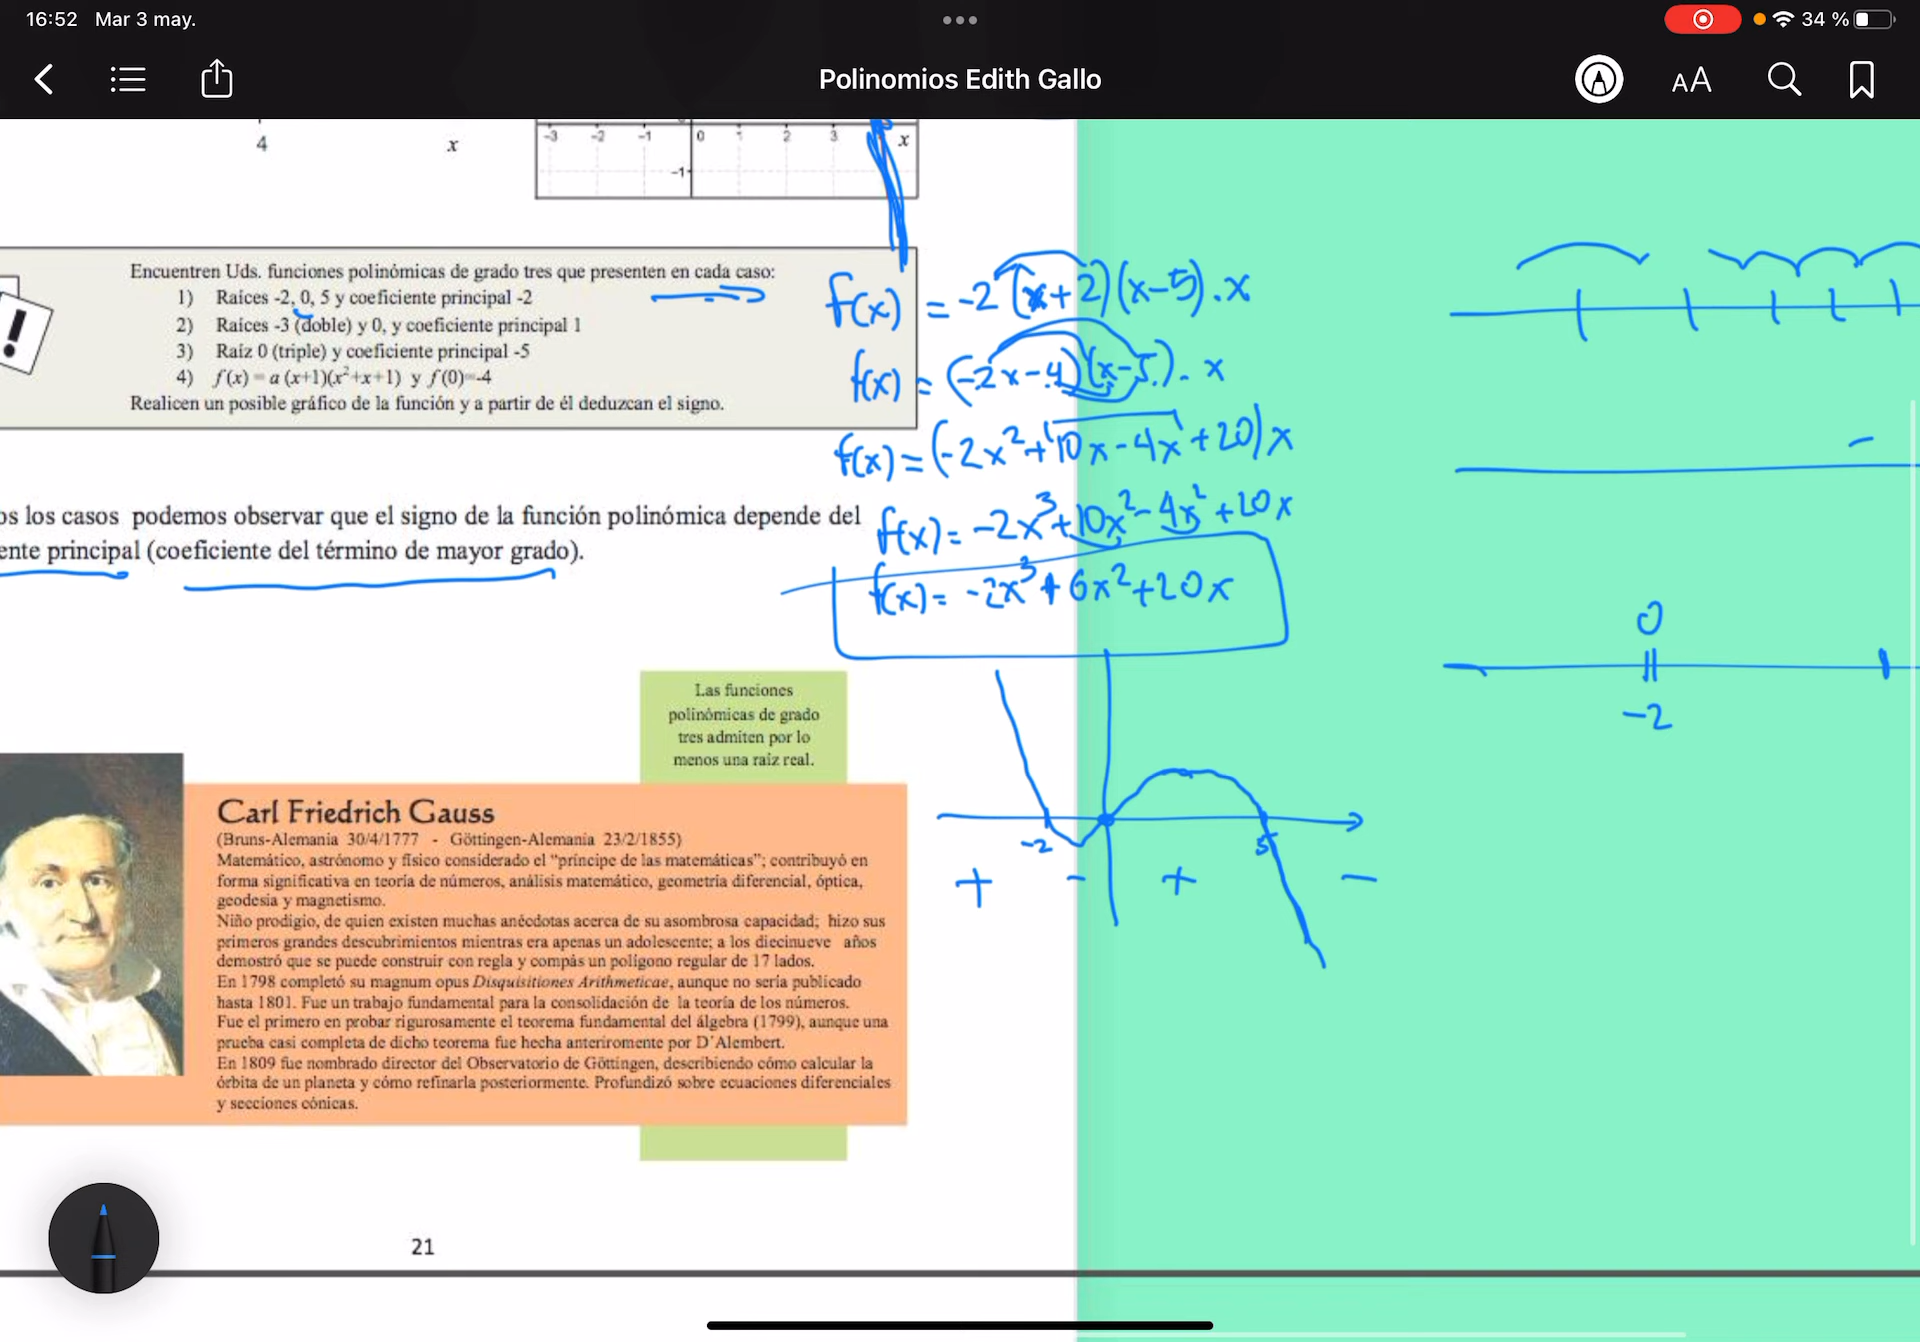 16:52 Mar 3 may.
34 %
Polinomios Edith Gallo
AA
4 x
-3 -2 -1 0 1 2 3 x
-1
Encuentren Uds. funciones polinómicas de grado tres que presenten en cada caso:
1) Raíces -2, 0, 5 y coeficiente principal -2
2) Raíces -3 (doble) y 0, y coeficiente principal 1
3) Raíz 0 (triple) y coeficiente principal -5
4) f(x) = a (x+1)(x²+x+1) y f(0)=-4
Realicen un posible gráfico de la función y a partir de él deduzcan el signo.
!
f(x) = -2 (x+2)(x-5).x
f(x) = (-2x-4)(x-5).x
f(x) = (-2x²+10x-4x+20)x
f(x) = -2x³+10x²-4x²+20x
f(x) = -2x³+6x²+20x
os los casos podemos observar que el signo de la función polinómica depende del
ente principal (coeficiente del término de mayor grado).
-
0
-2
Las funciones
polinómicas de grado
tres admiten por lo
menos una raíz real.
-2 5
+ - + -
Carl Friedrich Gauss
(Bruns-Alemania 30/4/1777 - Göttingen-Alemania 23/2/1855)
Matemático, astrónomo y físico considerado el "príncipe de las matemáticas"; contribuyó en
forma significativa en teoría de números, análisis matemático, geometría diferencial, óptica,
geodesia y magnetismo.
Niño prodigio, de quien existen muchas anécdotas acerca de su asombrosa capacidad; hizo sus
primeros grandes descubrimientos mientras era apenas un adolescente; a los diecinueve años
demostró que se puede construir con regla y compás un polígono regular de 17 lados.
En 1798 completó su magnum opus Disquisitiones Arithmeticae, aunque no sería publicado
hasta 1801. Fue un trabajo fundamental para la consolidación de la teoría de los números.
Fue el primero en probar rigurosamente el teorema fundamental del álgebra (1799), aunque una
prueba casi completa de dicho teorema fue hecha anteriromente por D'Alembert.
En 1809 fue nombrado director del Observatorio de Göttingen, describiendo cómo calcular la
órbita de un planeta y cómo refinarla posteriormente. Profundizó sobre ecuaciones diferenciales
y secciones cónicas.
21